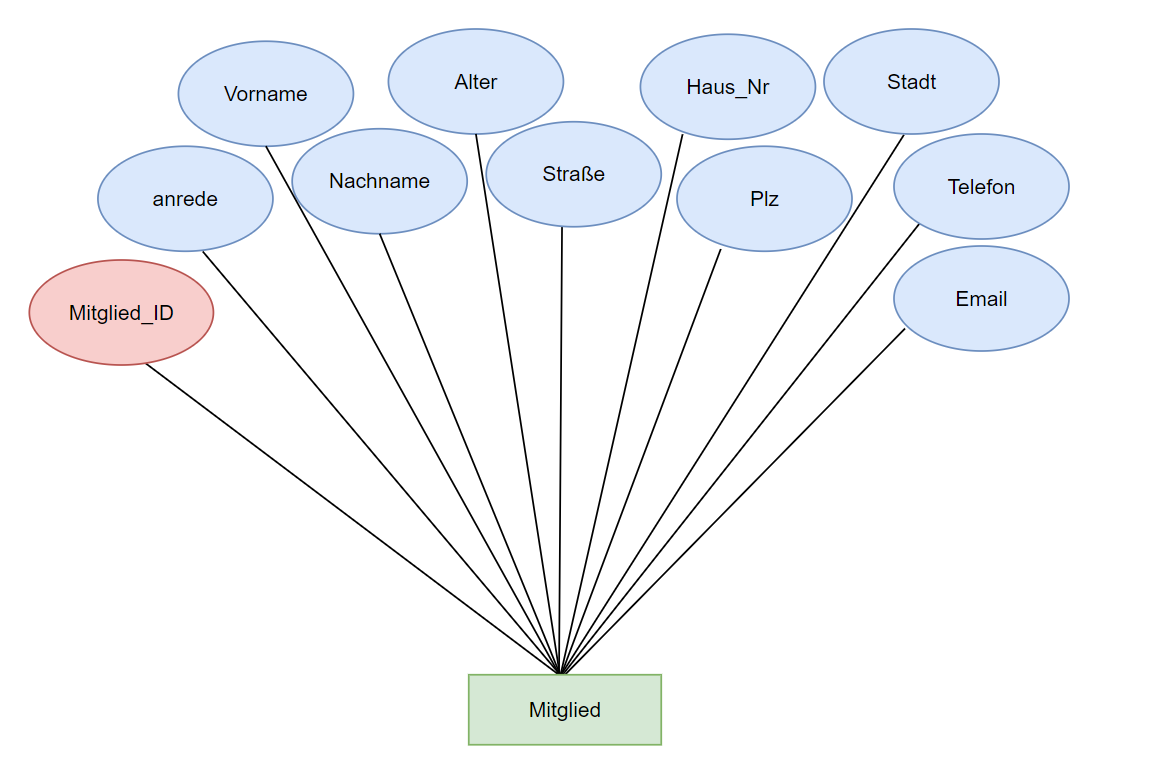 Vorname
Alter
Haus_Nr
Stadt
anrede
Nachname
Straße
Plz
Telefon
Mitglied_ID
Email
Mitglied